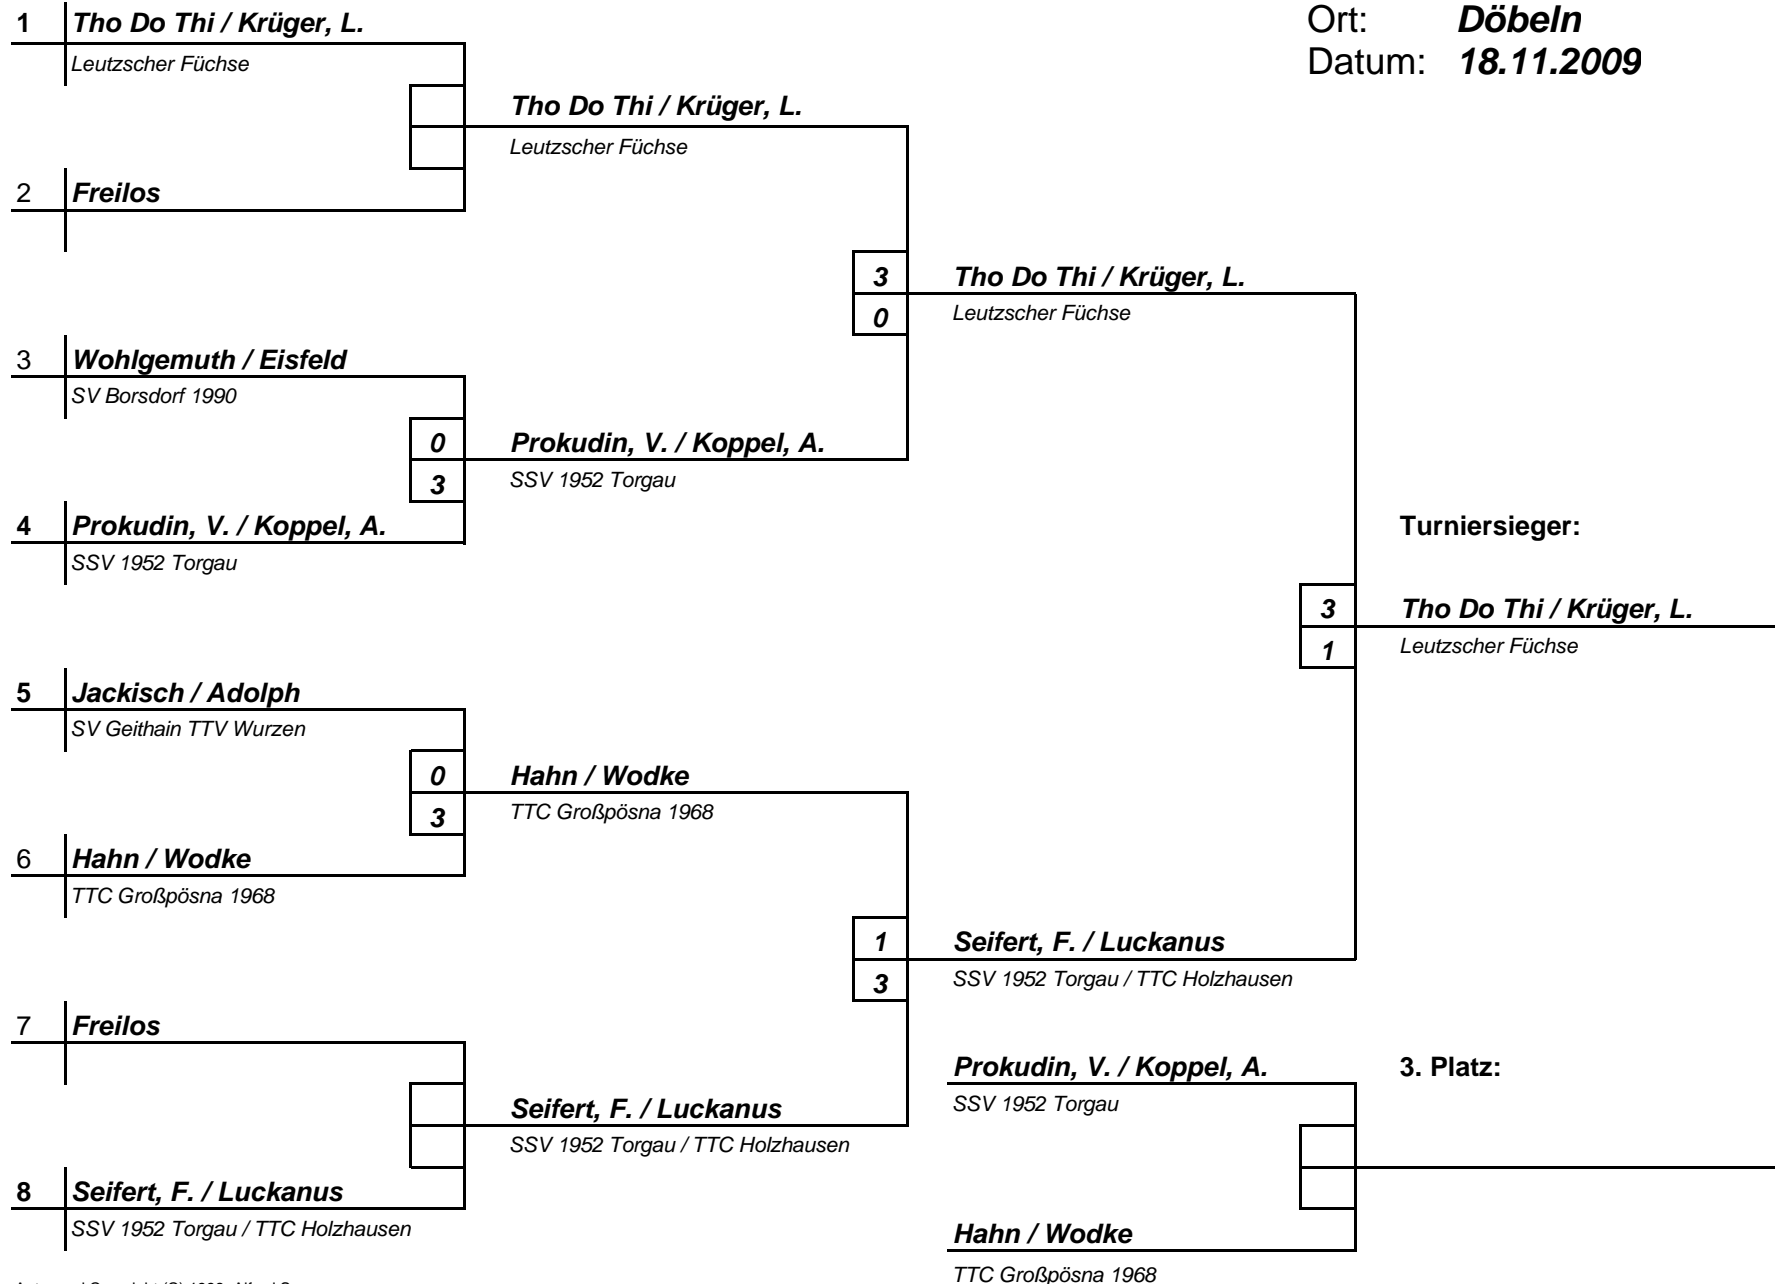 Ort: Döbeln
Datum: 18.11.2009
1 Tho Do Thi / Krüger, L.
Leutzscher Füchse
Tho Do Thi / Krüger, L.
Leutzscher Füchse
2 Freilos
3 Tho Do Thi / Krüger, L.
0 Leutzscher Füchse
3 Wohlgemuth / Eisfeld
SV Borsdorf 1990
0 Prokudin, V. / Koppel, A.
3 SSV 1952 Torgau
4 Prokudin, V. / Koppel, A.
SSV 1952 Torgau
Turniersieger:
3 Tho Do Thi / Krüger, L.
1 Leutzscher Füchse
5 Jackisch / Adolph
SV Geithain TTV Wurzen
0 Hahn / Wodke
3 TTC Großpösna 1968
6 Hahn / Wodke
TTC Großpösna 1968
1 Seifert, F. / Luckanus
3 SSV 1952 Torgau / TTC Holzhausen
7 Freilos
Prokudin, V. / Koppel, A.
SSV 1952 Torgau
3. Platz:
Seifert, F. / Luckanus
SSV 1952 Torgau / TTC Holzhausen
8 Seifert, F. / Luckanus
SSV 1952 Torgau / TTC Holzhausen
Hahn / Wodke
TTC Großpösna 1968